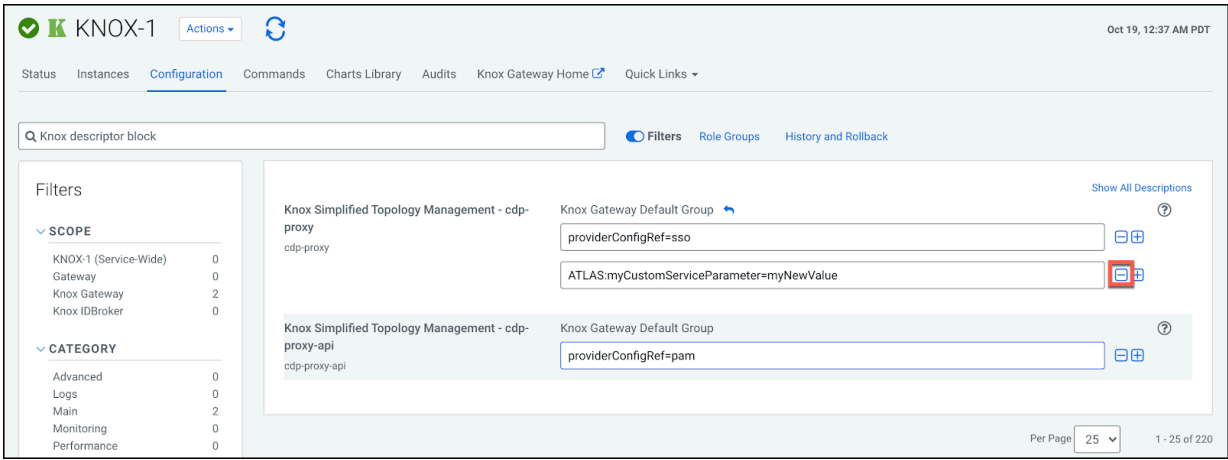 KNOX-1 Actions
Oct 19, 12:37 AM PDT
Status Instances Configuration Commands Charts Library Audits Knox Gateway Home Quick Links
Knox descriptor block
Filters Role Groups History and Rollback
Filters
SCOPE
KNOX-1 (Service-Wide) 0
Gateway 0
Knox Gateway 2
Knox IDBroker 0
CATEGORY
Advanced 0
Logs 0
Main 2
Monitoring 0
Performance 0
Show All Descriptions
Knox Simplified Topology Management - cdp-
proxy
cdp-proxy
Knox Gateway Default Group
providerConfigRef=sso
ATLAS:myCustomServiceParameter=myNewValue
Knox Simplified Topology Management - cdp-
proxy-api
cdp-proxy-api
Knox Gateway Default Group
providerConfigRef=pam
Per Page 25 1 - 25 of 220